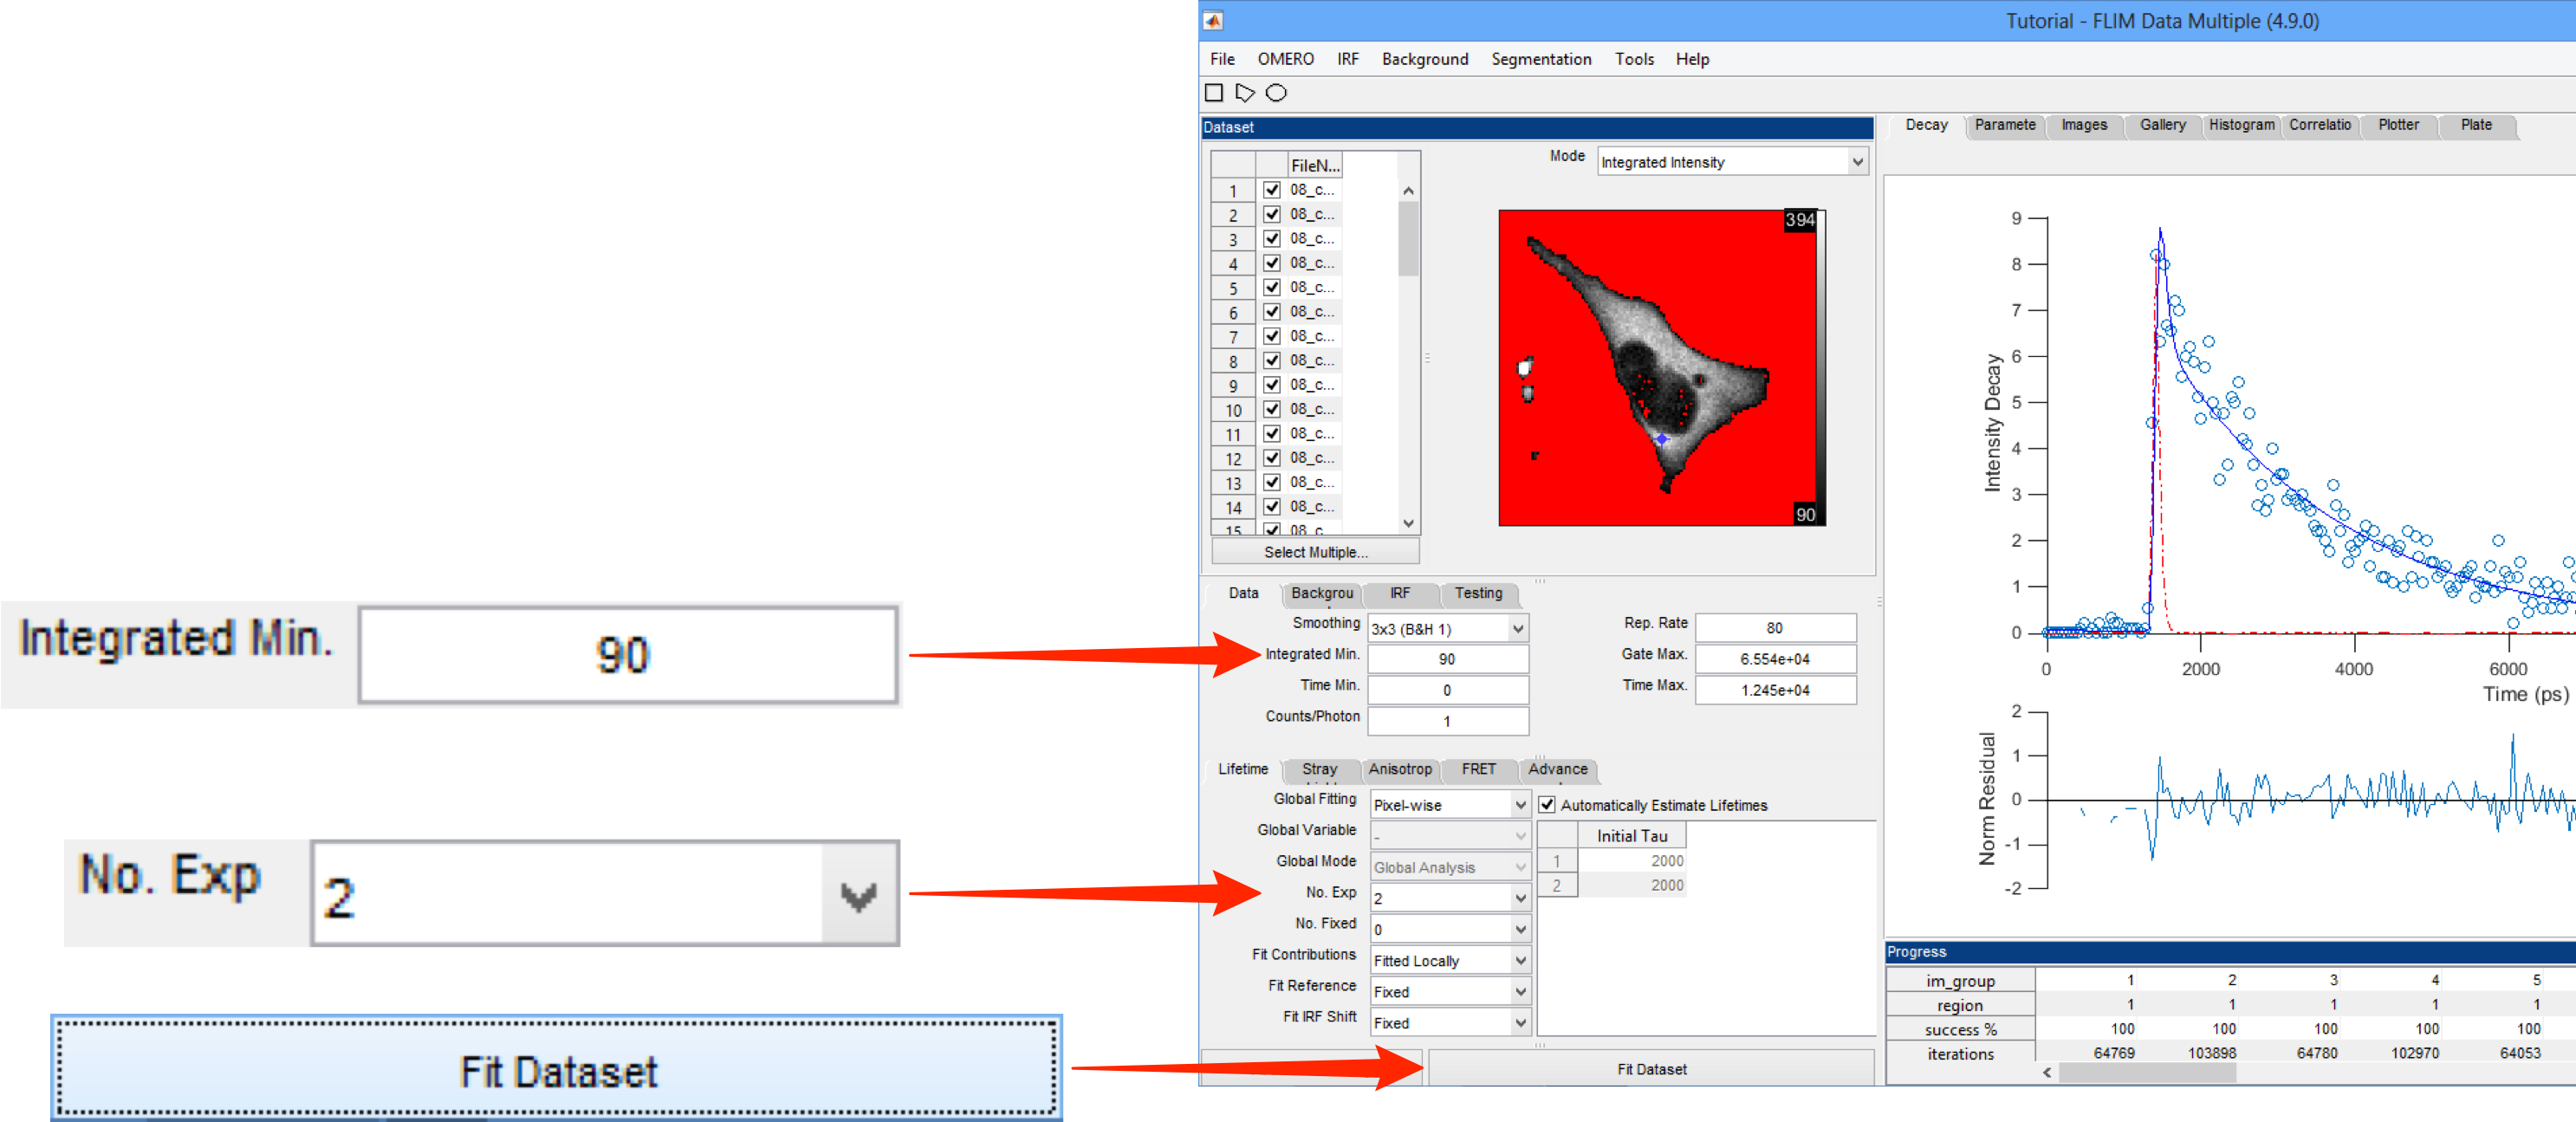 Integrated Min.
90
No. Exp
2
Fit Dataset
Tutorial - FLIM Data Multiple (4.9.0)
File OMERO IRF Background Segmentation Tools Help
Dataset
FileN...
1 08_c...
2 08_c...
3 08_c...
4 08_c...
5 08_c...
6 08_c...
7 08_c...
8 08_c...
9 08_c...
10 08_c...
11 08_c...
12 08_c...
13 08_c...
14 08_c...
15 08_c
Select Multiple...
Mode Integrated Intensity
394
90
Data Backgrou IRF Testing
Smoothing 3x3 (B&H 1)
Integrated Min. 90
Time Min. 0
Counts/Photon 1
Rep. Rate 80
Gate Max. 6.554e+04
Time Max. 1.245e+04
Lifetime Stray Anisotrop FRET Advance
Global Fitting Pixel-wise
Global Variable -
Global Mode Global Analysis
No. Exp 2
No. Fixed 0
Fit Contributions Fitted Locally
Fit Reference Fixed
Fit IRF Shift Fixed
Automatically Estimate Lifetimes
Initial Tau
1 2000
2 2000
Fit Dataset
Decay Paramete Images Gallery Histogram Correlatio Plotter Plate
Intensity Decay
9
8
7
6
5
4
3
2
1
0
0 2000 4000 6000
Time (ps)
Norm Residual
2
1
0
-1
-2
Progress
im_group 1 2 3 4 5
region 1 1 1 1 1
success % 100 100 100 100 100
iterations 64769 103898 64780 102970 64053